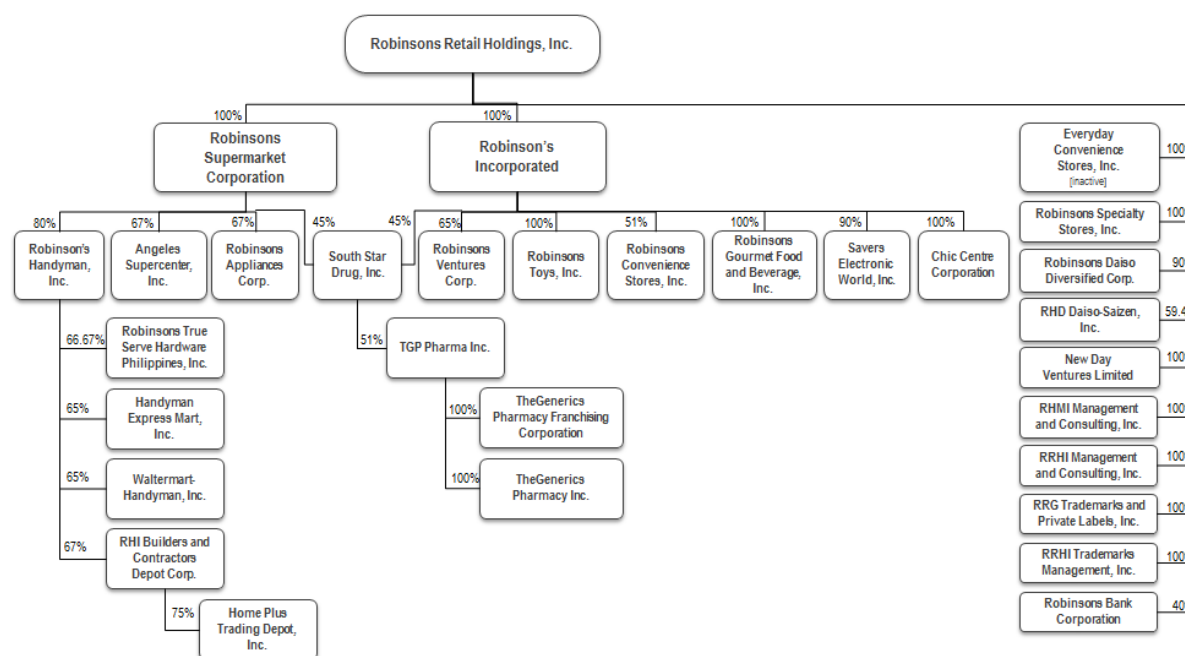 Robinsons Retail Holdings, Inc.
100%
100%
Robinsons
Supermarket
Corporation
Robinson's
Incorporated
80%
67%
67%
45%
45%
65%
100%
51%
100%
90%
100%
Robinson's
Handyman,
Inc.
Angeles
Supercenter,
Inc.
Robinsons
Appliances
Corp.
South Star
Drug, Inc.
Robinsons
Ventures
Corp.
Robinsons
Toys, Inc.
Robinsons
Convenience
Stores, Inc.
Robinsons
Gourmet Food
and Beverage,
Inc.
Savers
Electronic
World, Inc.
Chic Centre
Corporation
66.67%
Robinsons True
Serve Hardware
Philippines, Inc.
65%
Handyman
Express Mart,
Inc.
65%
Waltermart-
Handyman, Inc.
67%
RHI Builders and
Contractors
Depot Corp.
75%
Home Plus
Trading Depot,
Inc.
51%
TGP Pharma Inc.
100%
TheGenerics
Pharmacy Franchising
Corporation
100%
TheGenerics
Pharmacy Inc.
Everyday
Convenience
Stores, Inc.
[inactive]
100
Robinsons Specialty
Stores, Inc.
100
Robinsons Daiso
Diversified Corp.
90
RHD Daiso-Saizen,
Inc.
59.4
New Day
Ventures Limited
100
RHMI Management
and Consulting, Inc.
100
RRHI Management
and Consulting, Inc.
100
RRG Trademarks and
Private Labels, Inc.
100
RRHI Trademarks
Management, Inc.
100
Robinsons Bank
Corporation
40